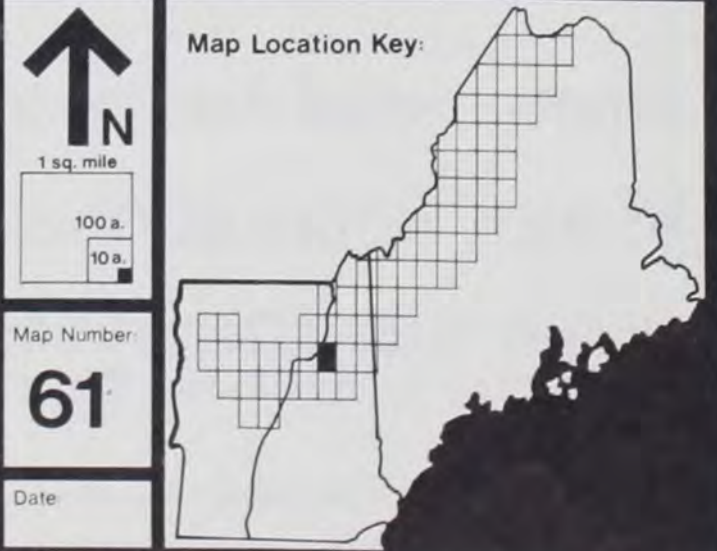 N
1 sq. mile
100 a.
10 a.
Map Number:
61
Date:
Map Location Key: